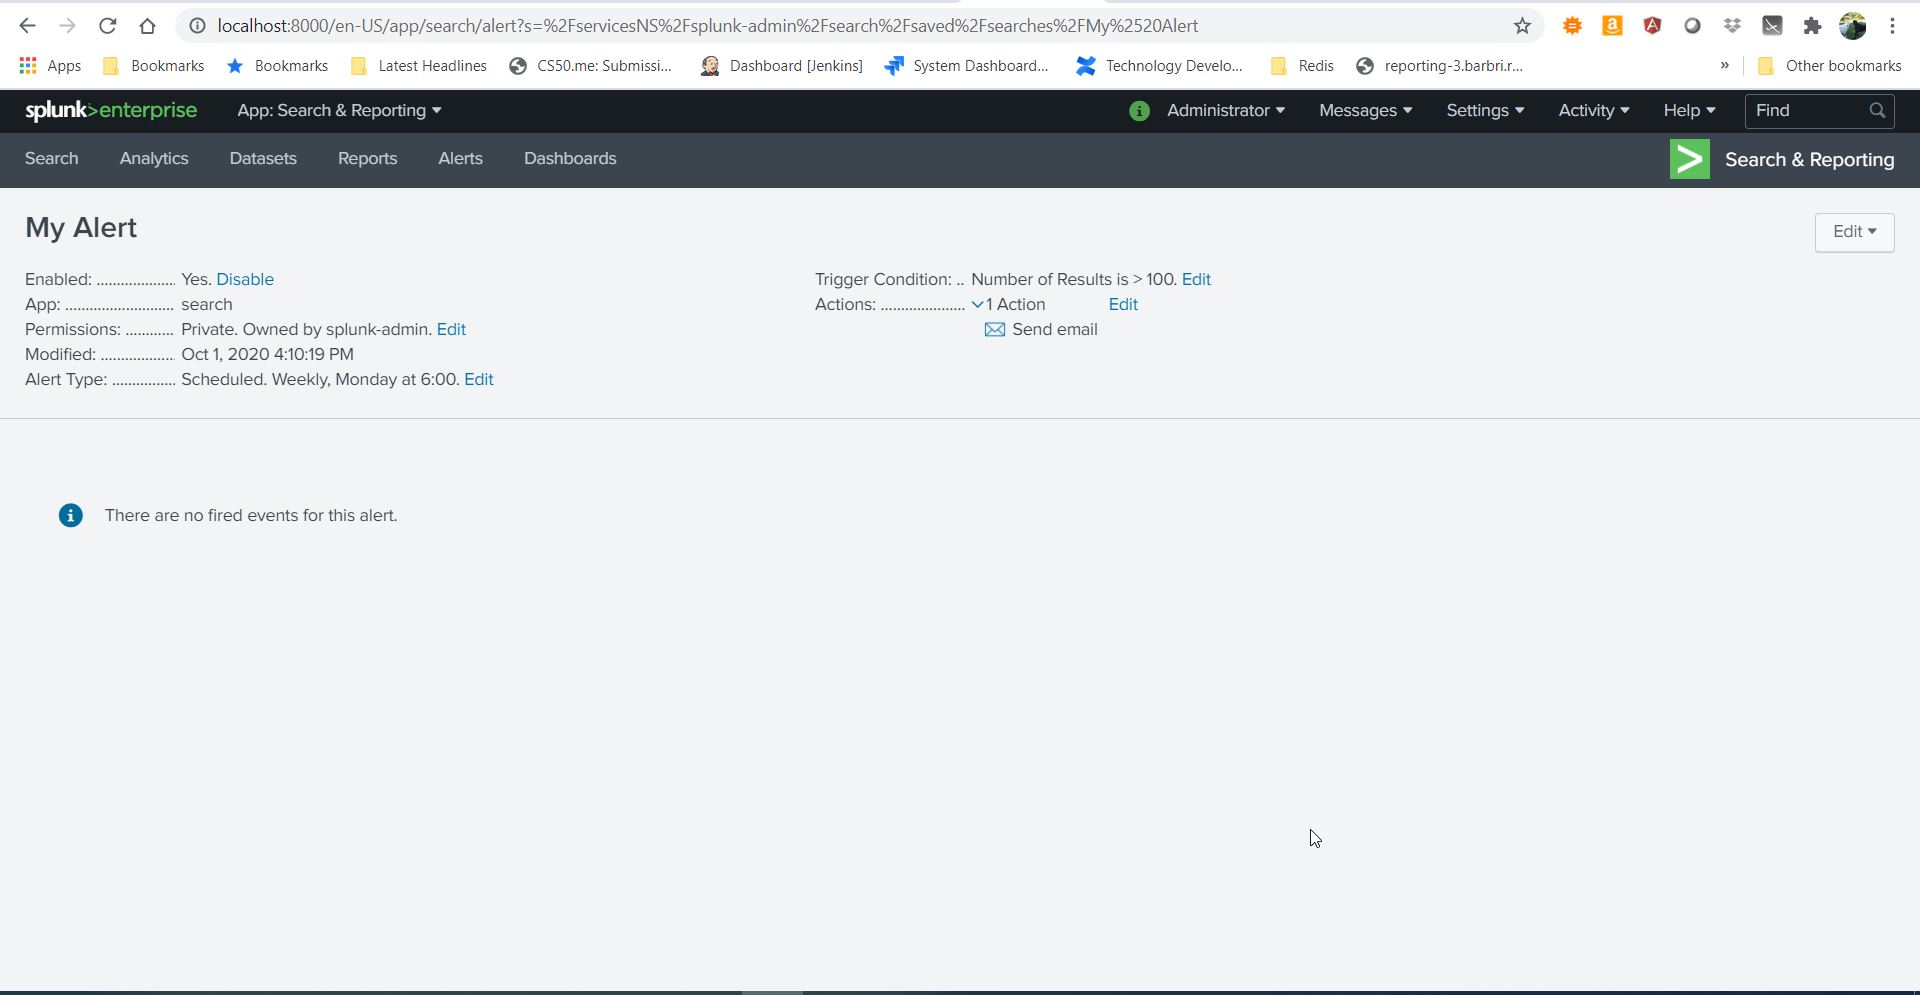 localhost:8000/en-US/app/search/alert?s=%2FservicesNS%2Fsplunk-admin%2Fsearch%2Fsaved%2Fsearches%2FMy%2520Alert
Apps Bookmarks Bookmarks Latest Headlines CS50.me: Submissi... Dashboard [Jenkins] System Dashboard... Technology Develo... Redis reporting-3.barbri.r... » Other bookmarks
splunk>enterprise App: Search & Reporting Administrator Messages Settings Activity Help Find
Search Analytics Datasets Reports Alerts Dashboards Search & Reporting
My Alert
Edit
Enabled: ................... Yes. Disable
App: .......................... search
Permissions: ............ Private. Owned by splunk-admin. Edit
Modified: .................. Oct 1, 2020 4:10:19 PM
Alert Type: ................ Scheduled. Weekly, Monday at 6:00. Edit
Trigger Condition: .. Number of Results is > 100. Edit
Actions: ..................... 1 Action Edit
Send email
There are no fired events for this alert.